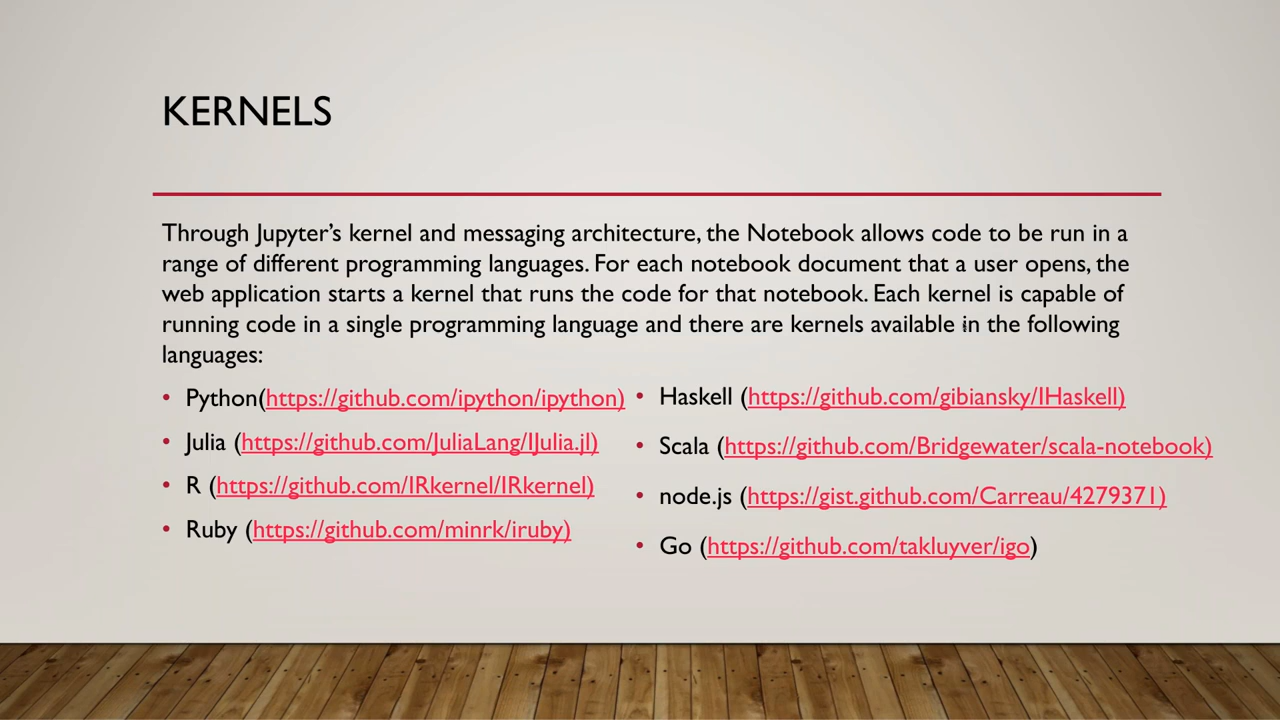 KERNELS
Through Jupyter's kernel and messaging architecture, the Notebook allows code to be run in a
range of different programming languages. For each notebook document that a user opens, the
web application starts a kernel that runs the code for that notebook. Each kernel is capable of
running code in a single programming language and there are kernels available in the following
languages:
• Python(https://github.com/ipython/ipython)
• Julia (https://github.com/JuliaLang/IJulia.jl)
• R (https://github.com/IRkernel/IRkernel)
• Ruby (https://github.com/minrk/iruby)
• Haskell (https://github.com/gibiansky/IHaskell)
• Scala (https://github.com/Bridgewater/scala-notebook)
• node.js (https://gist.github.com/Carreau/4279371)
• Go (https://github.com/takluyver/igo)